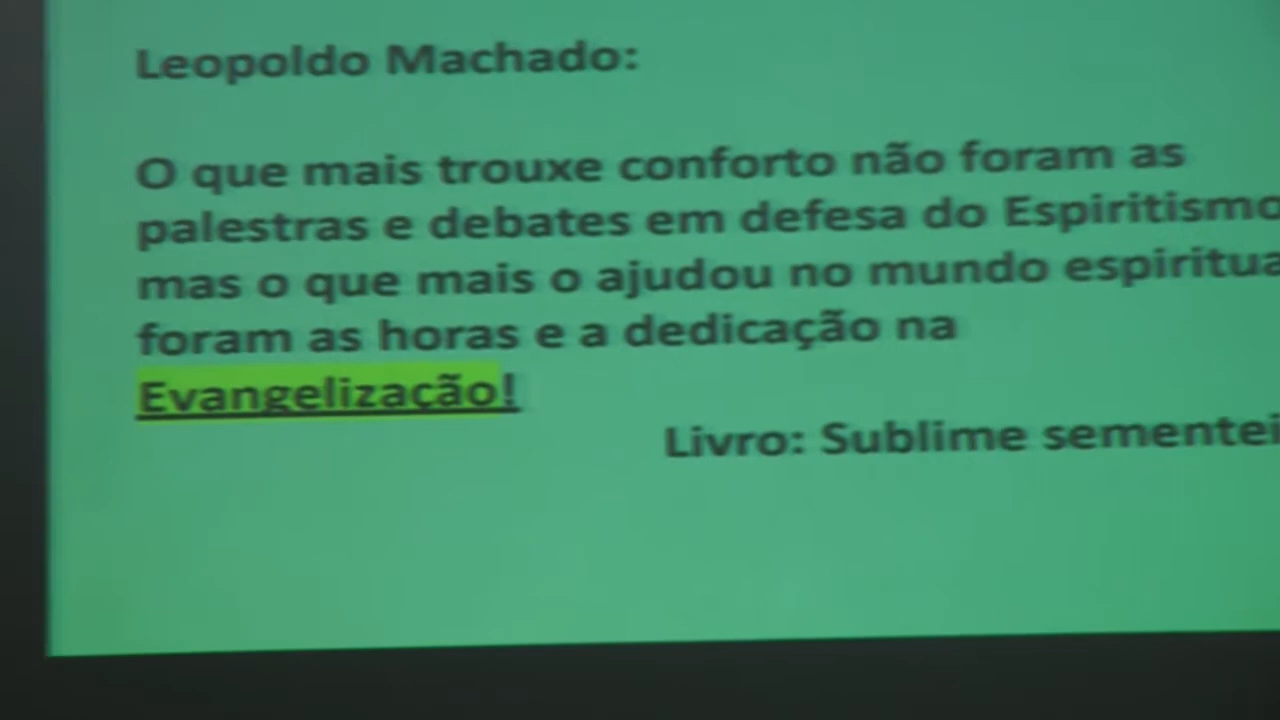 Leopoldo Machado:
O que mais trouxe conforto não foram as
palestras e debates em defesa do Espiritismo
mas o que mais o ajudou no mundo espiritua
foram as horas e a dedicação na
Evangelização!
Livro: Sublime sementei